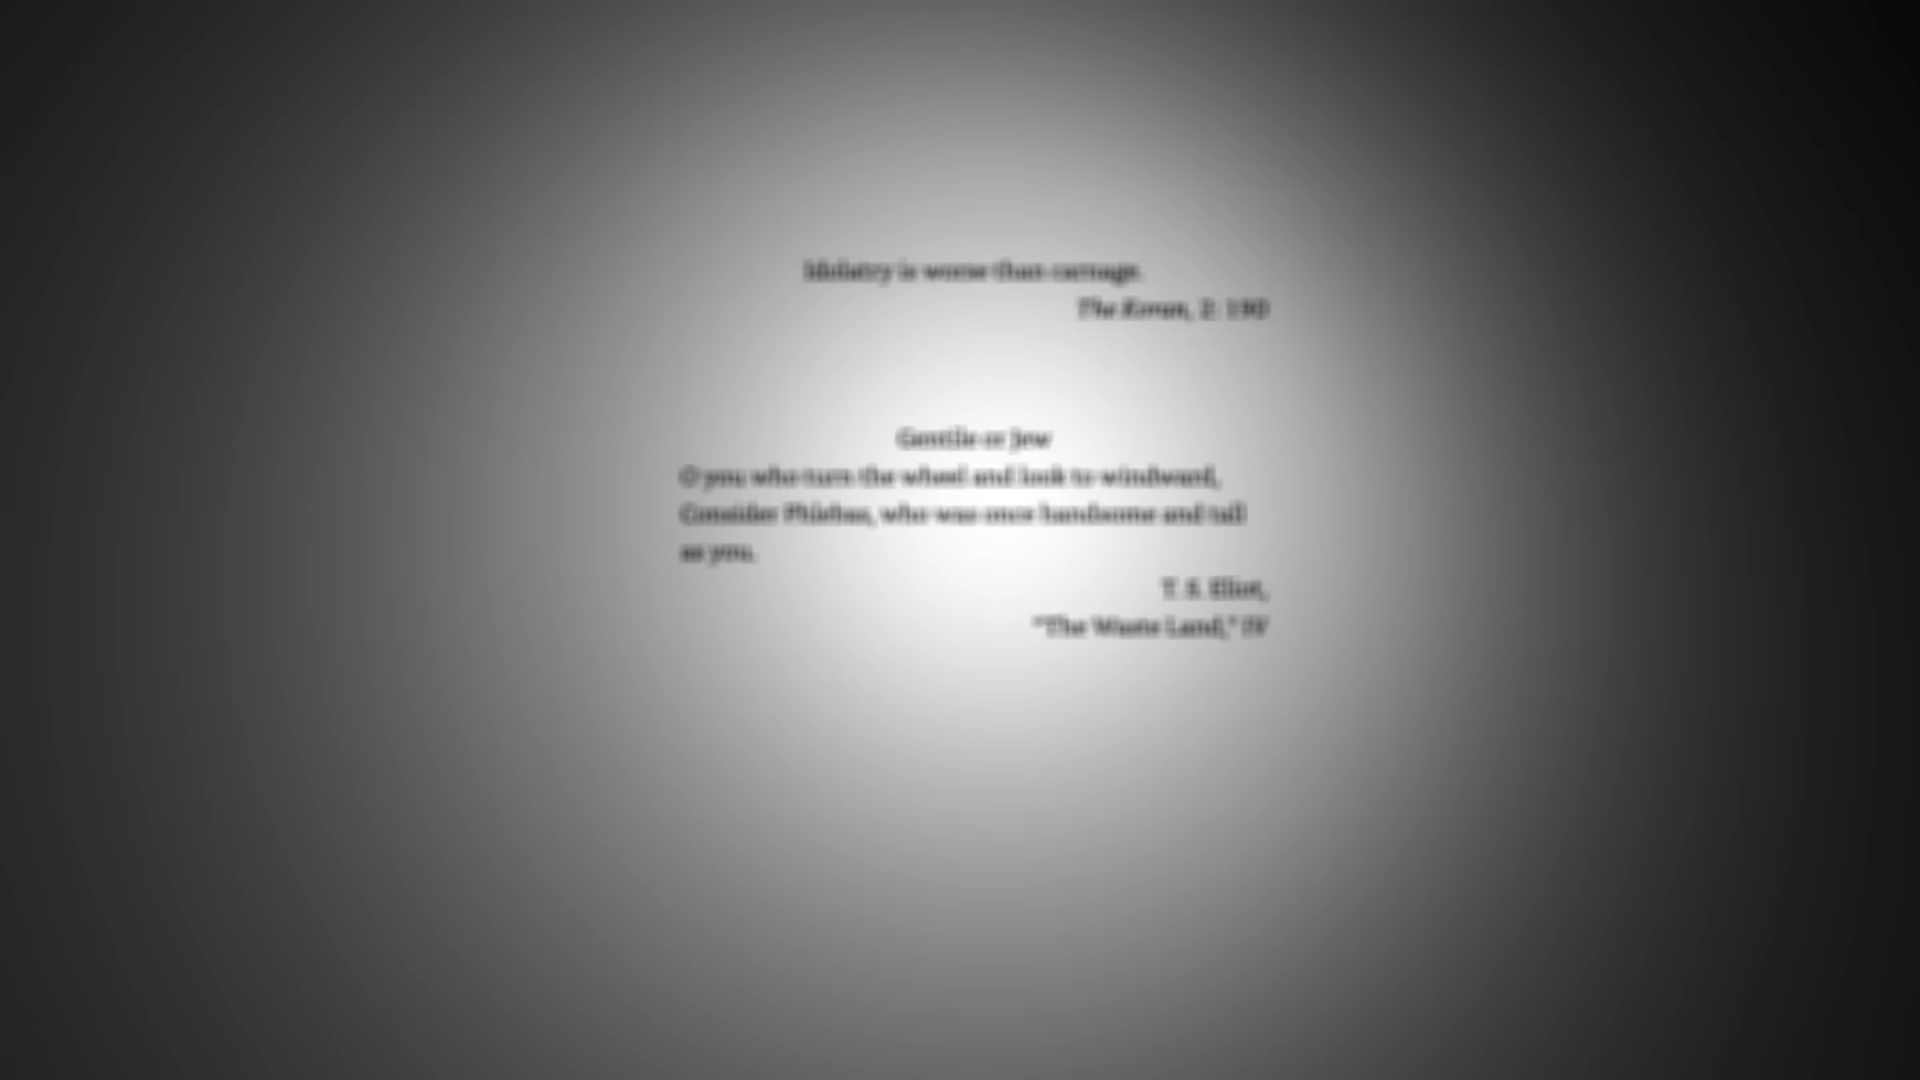 Idolatry is worse than carnage.
The Koran, 2: 190
Gentile or Jew
O you who turn the wheel and look to windward,
Consider Phlebas, who was once handsome and tall
as you.
T. S. Eliot,
"The Waste Land," IV